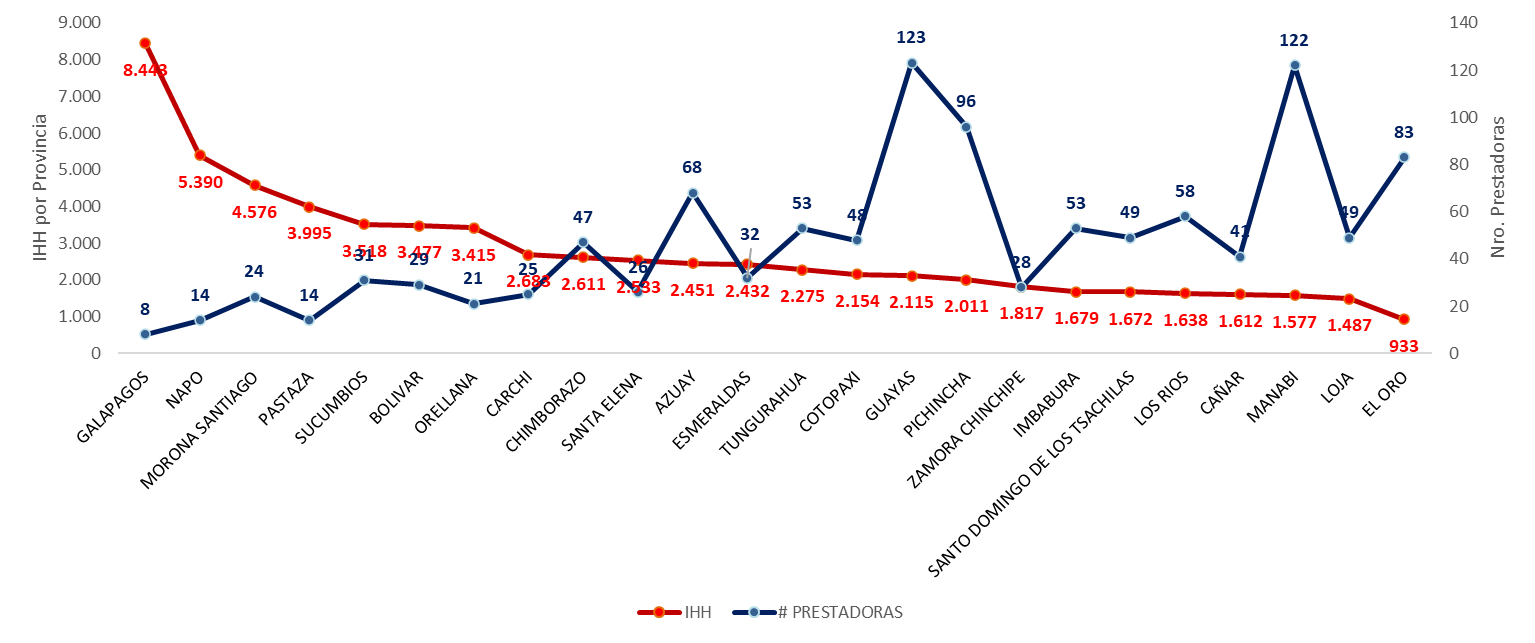 9.000
8.000
7.000
6.000
5.000
4.000
3.000
2.000
1.000
0
IHH por Provincia
140
120
100
80
60
40
20
0
Nro. Prestadoras
8.443
5.390
4.576
3.995
3.518
3.477
3.415
2.683
2.611
2.533
2.451
2.432
2.275
2.154
2.115
2.011
1.817
1.679
1.672
1.638
1.612
1.577
1.487
933
8
14
24
14
31
29
21
25
47
26
68
32
53
48
123
96
28
53
49
58
41
122
49
83
GALAPAGOS
NAPO
MORONA SANTIAGO
PASTAZA
SUCUMBIOS
BOLIVAR
ORELLANA
CARCHI
CHIMBORAZO
SANTA ELENA
AZUAY
ESMERALDAS
TUNGURAHUA
COTOPAXI
GUAYAS
PICHINCHA
ZAMORA CHINCHIPE
IMBABURA
SANTO DOMINGO DE LOS TSACHILAS
LOS RIOS
CAÑAR
MANABI
LOJA
EL ORO
IHH
# PRESTADORAS